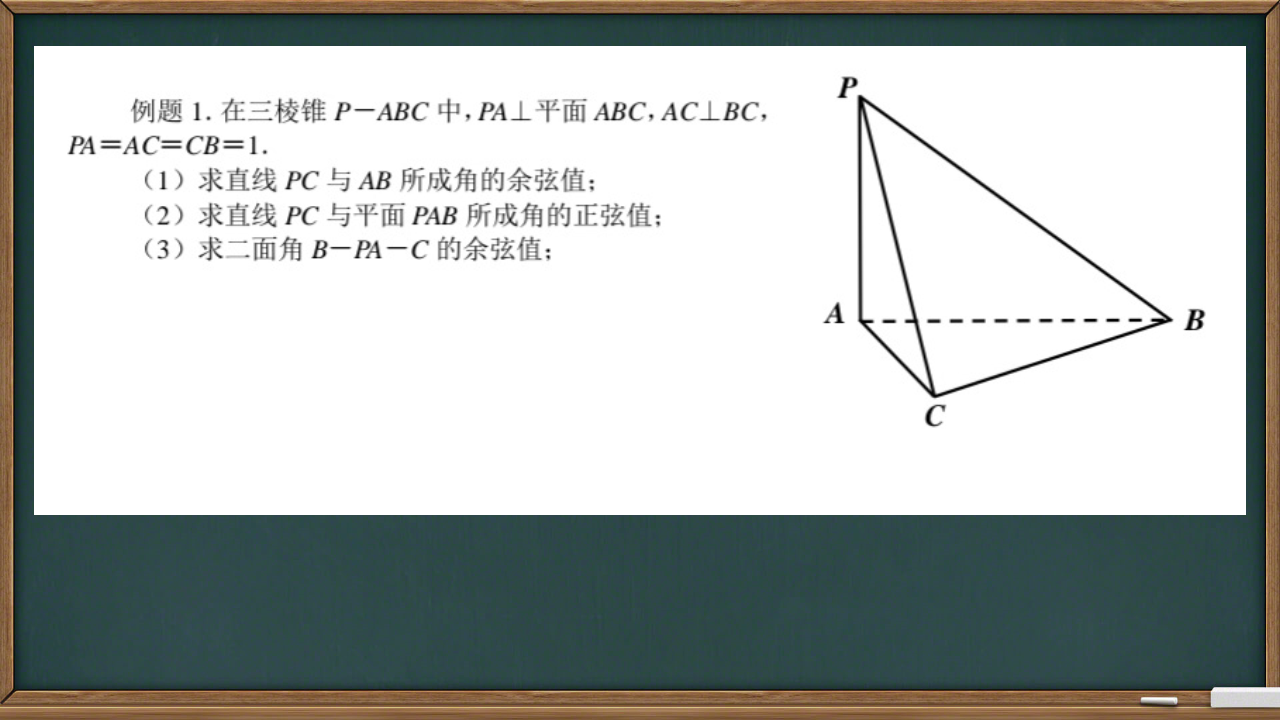 例题 1. 在三棱锥 P－ABC 中, PA⊥平面 ABC, AC⊥BC,
PA＝AC＝CB＝1.
（1）求直线 PC 与 AB 所成角的余弦值;
（2）求直线 PC 与平面 PAB 所成角的正弦值;
（3）求二面角 B－PA－C 的余弦值;
P
A
B
C